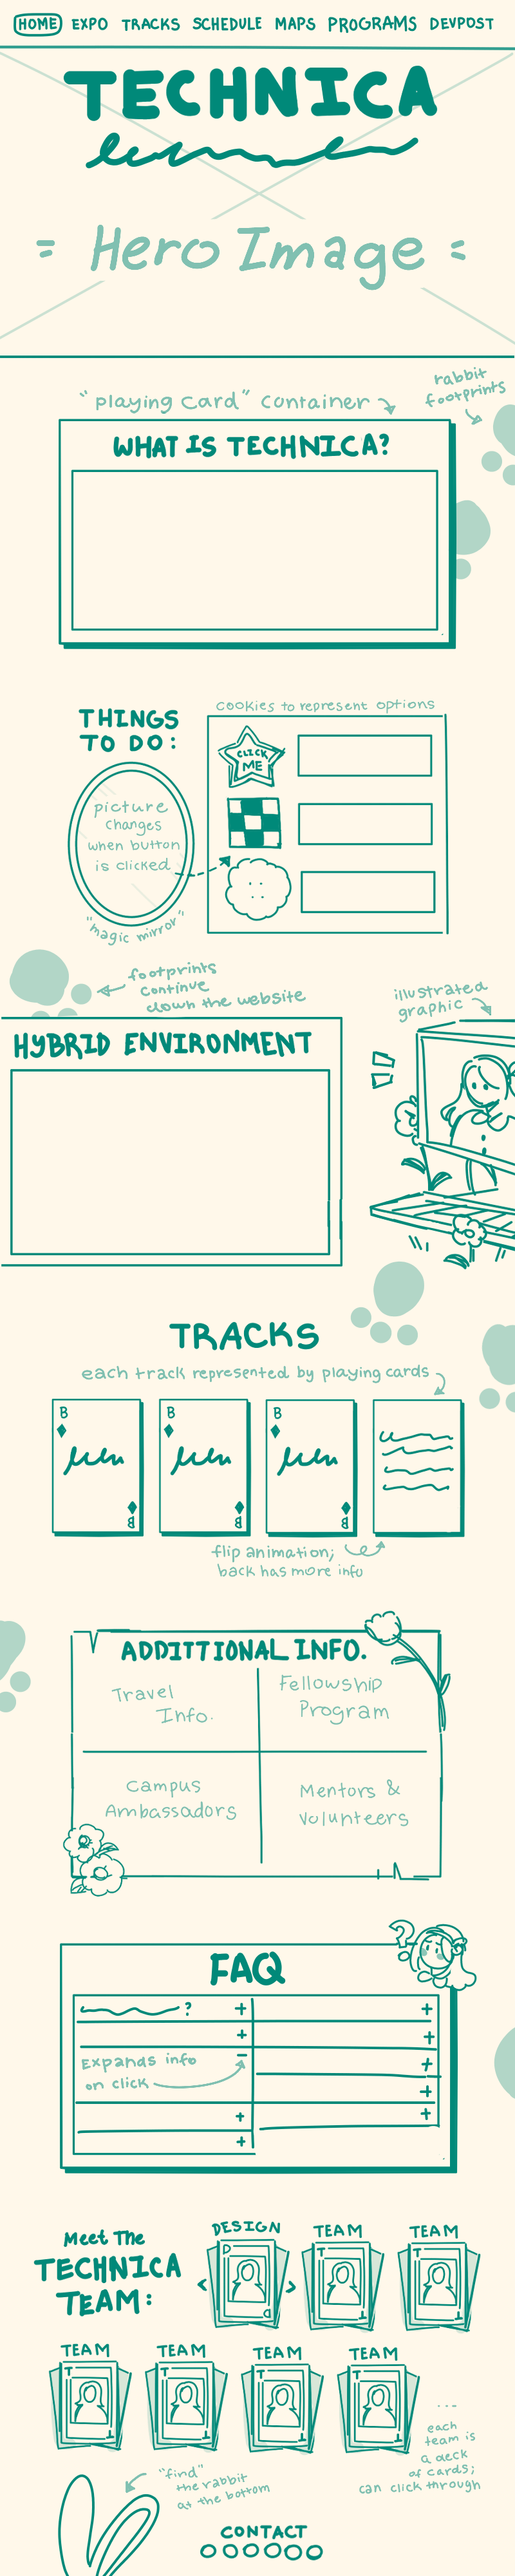 HOME EXPO TRACKS SCHEDULE MAPS PROGRAMS DEVPOST
TECHNICA
= Hero Image =
"playing card" container
rabbit
footprints
WHAT IS TECHNICA?
cookies to represent options
THINGS
TO DO:
CLICK
ME
picture
changes
when button
is clicked
"magic mirror"
footprints
continue
down the website
illustrated
graphic
HYBRID ENVIRONMENT
TRACKS
each track represented by playing cards
B
B
B
B
B
B
flip animation;
back has more info
ADDITTIONAL INFO.
Travel
Info.
Fellowship
Program
Campus
Ambassadors
Mentors &
Volunteers
?
FAQ
? +
+
+
+
Expands info
on click
-
+
+
+
+
+
Meet The
TECHNICA
TEAM:
DESIGN
TEAM
TEAM
D
D
T
T
T
T
< >
TEAM
TEAM
TEAM
TEAM
T
T
T
T
T
T
T
T
...
each
team is
a deck
of cards;
can click through
"find"
the rabbit
at the bottom
CONTACT